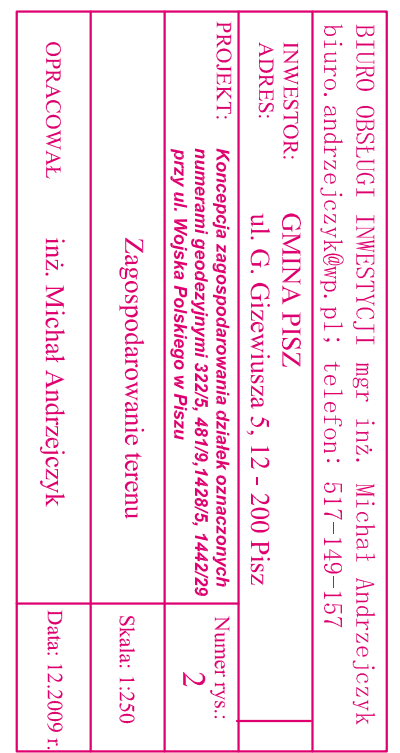 BIURO OBSŁUGI INWESTYCJI mgr inż. Michał Andrzejczyk
biuro.andrzejczyk@wp.pl; telefon: 517-149-157
INWESTOR: GMINA PISZ
ADRES: ul. G. Gizewiusza 5, 12 - 200 Pisz
PROJEKT: Koncepcja zagospodarowania działek oznaczonych
numerami geodezyjnymi 322/5, 481/9,1428/5, 1442/29
przy ul. Wojska Polskiego w Piszu
Numer rys.:
2
Zagospodarowanie terenu
Skala: 1:250
OPRACOWAŁ inż. Michał Andrzejczyk
Data: 12.2009 r.